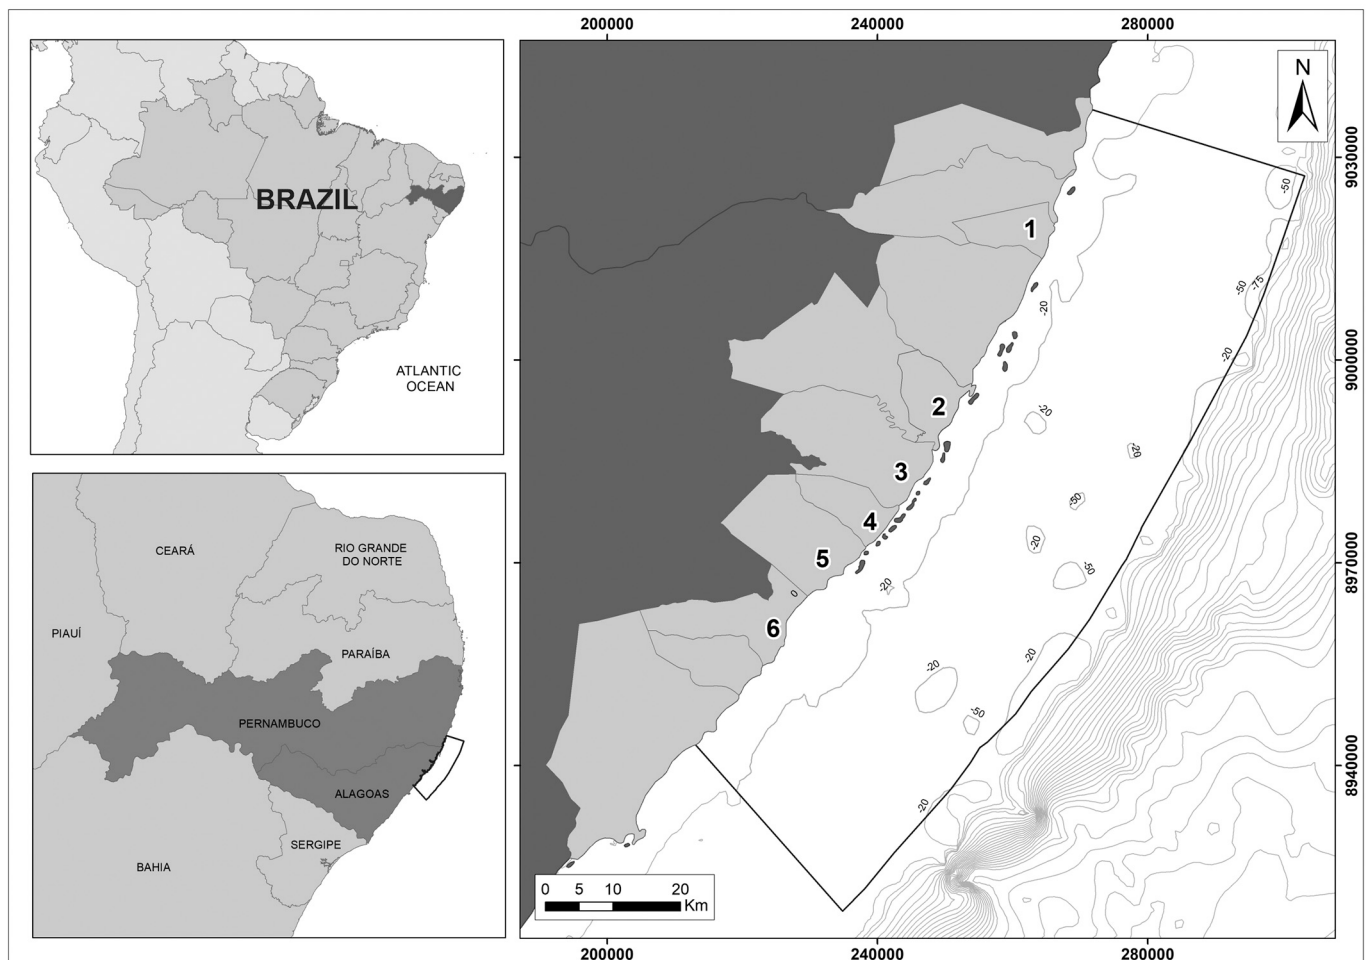 BRAZIL
ATLANTIC
OCEAN
CEARÁ
RIO GRANDE
DO NORTE
PIAUÍ
PARAÍBA
PERNAMBUCO
ALAGOAS
SERGIPE
BAHIA
200000
240000
280000
N
9030000
9000000
8970000
8940000
-50
1
-50
-75
-20
-20
2
-20
-20
3
-50
4
-20
5
-50
-20
0
6
-20
-20
-50
-20
0 5 10 20
Km
200000
240000
280000